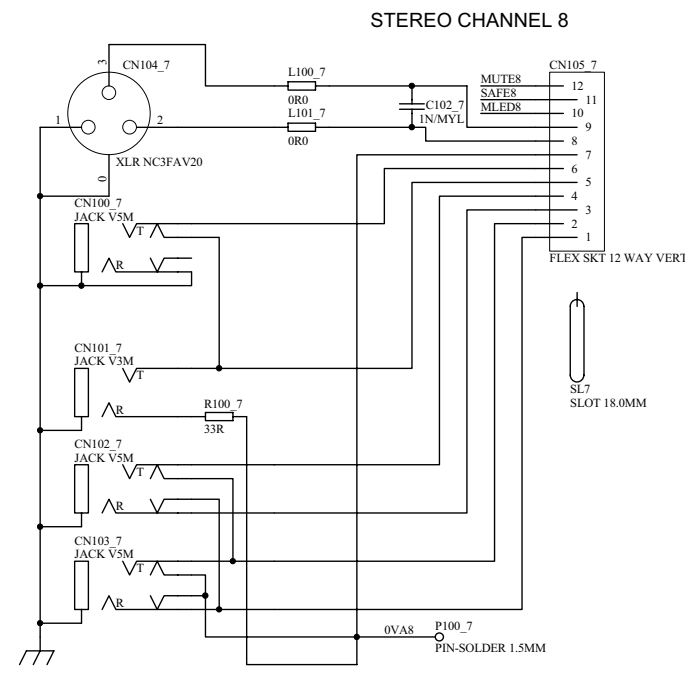 STEREO CHANNEL 8
CN104_7
3
1
2
0
XLR NC3FAV20
L100_7
0R0
L101_7
0R0
C102_7
1N/MYL
MUTE8
SAFE8
MLED8
CN105_7
12
11
10
9
8
7
6
5
4
3
2
1
FLEX SKT 12 WAY VERT
CN100_7
JACK V5M
T
R
CN101_7
JACK V3M
T
R
R100_7
33R
SL7
SLOT 18.0MM
CN102_7
JACK V5M
T
R
CN103_7
JACK V5M
T
R
0VA8
P100_7
PIN-SOLDER 1.5MM